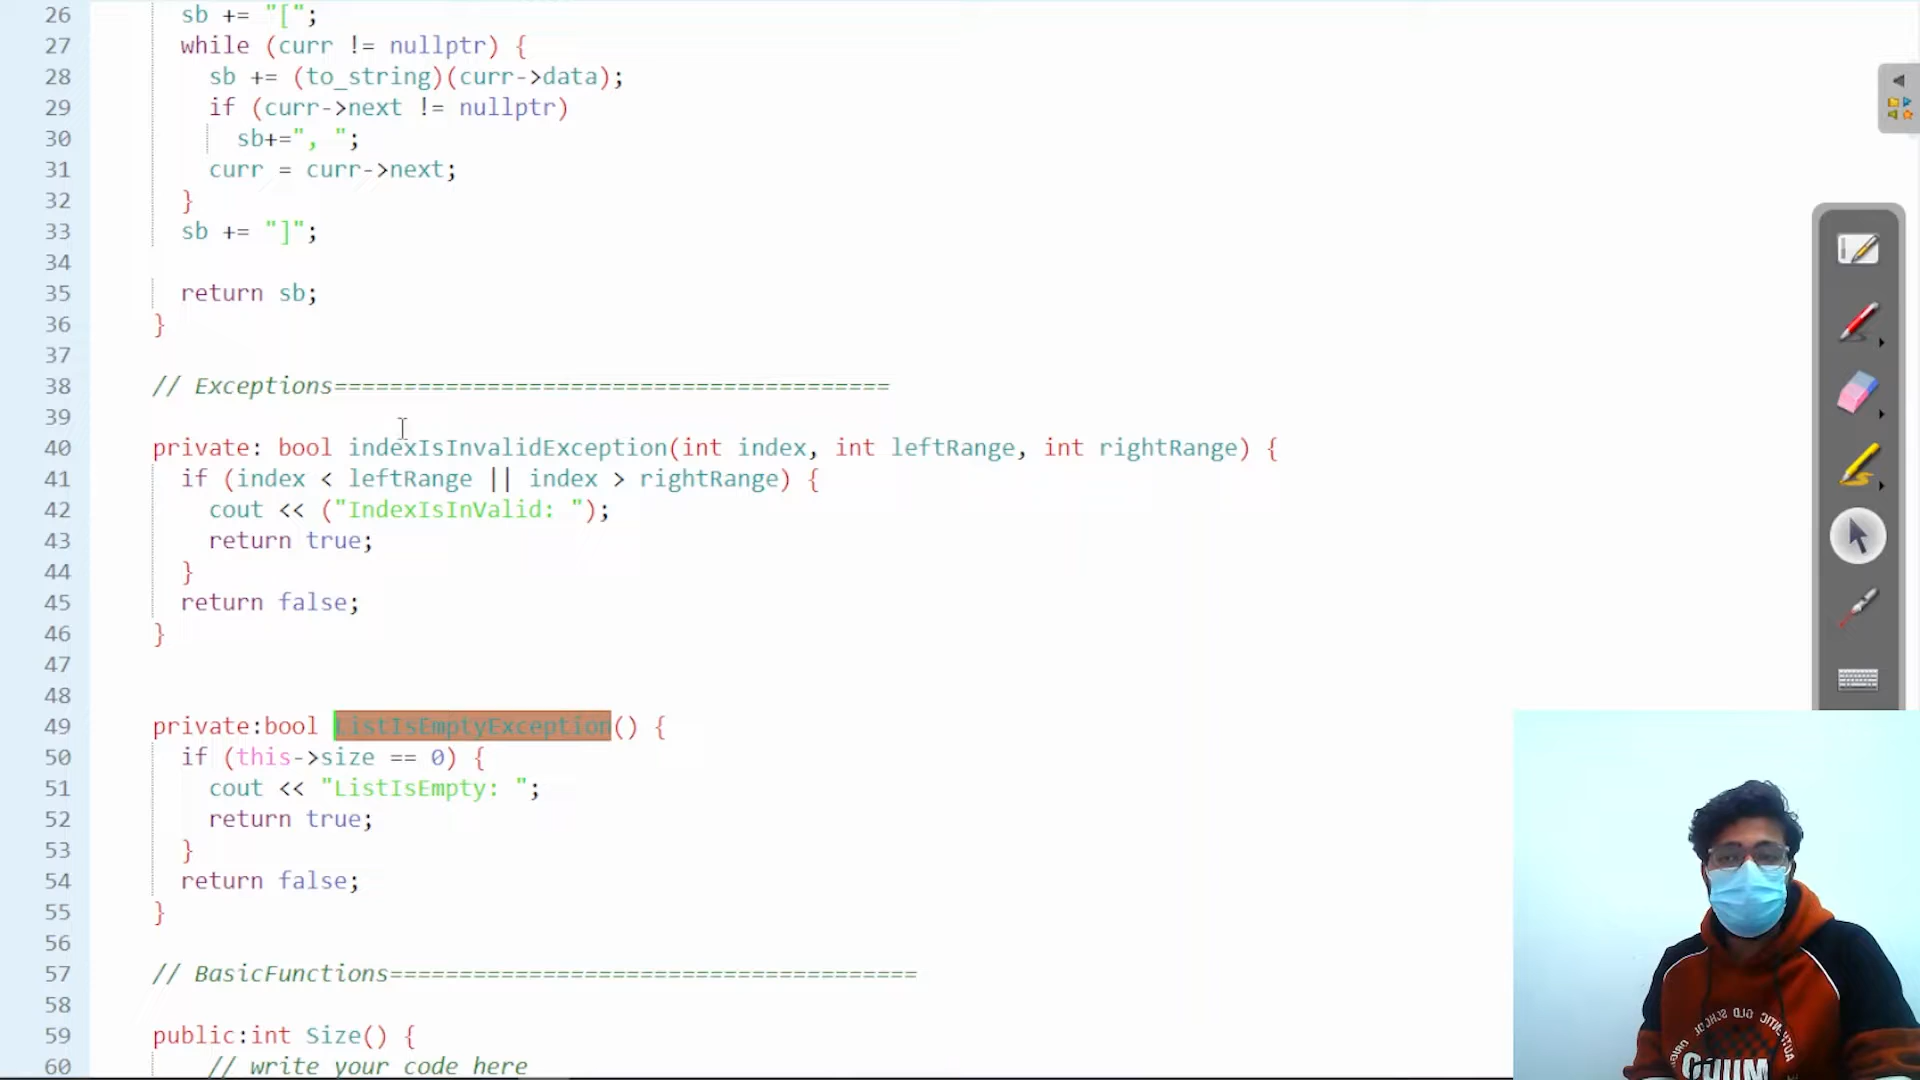 26 sb += "[";
27 while (curr != nullptr) {
28 sb += (to_string)(curr->data);
29 if (curr->next != nullptr)
30 sb+=", ";
31 curr = curr->next;
32 }
33 sb += "]";
34
35 return sb;
36 }
37
38 // Exceptions========================================
39
40 private: bool indexIsInvalidException(int index, int leftRange, int rightRange) {
41 if (index < leftRange || index > rightRange) {
42 cout << ("IndexIsInValid: ");
43 return true;
44 }
45 return false;
46 }
47
48
49 private:bool ListIsEmptyException() {
50 if (this->size == 0) {
51 cout << "ListIsEmpty: ";
52 return true;
53 }
54 return false;
55 }
56
57 // BasicFunctions======================================
58
59 public:int Size() {
60 // write your code here